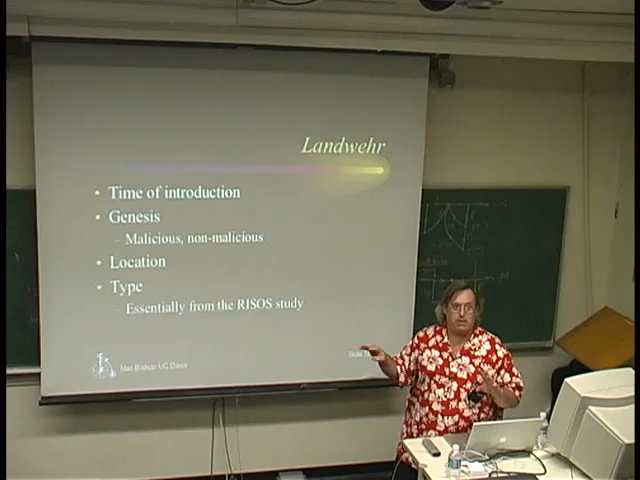 Landwehr
• Time of introduction
• Genesis
– Malicious, non-malicious
• Location
• Type
– Essentially from the RISOS study
Matt Bishop, UC Davis